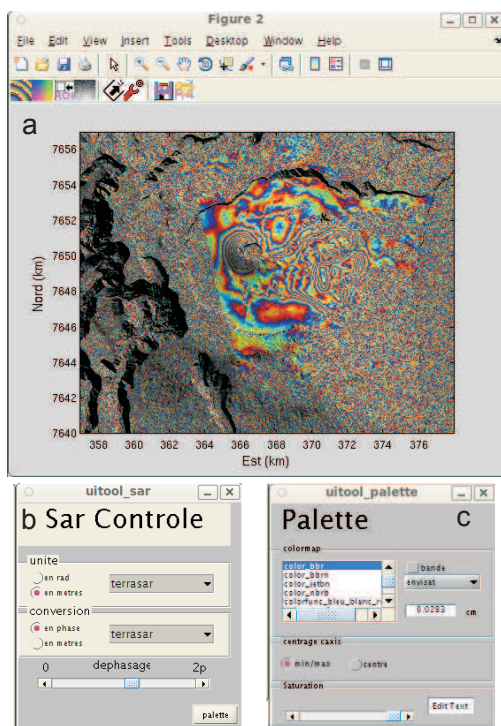 Figure 2
File Edit View Insert Tools Desktop Window Help
a
7656
7654
7652
7650
7648
7646
7644
7642
7640
Nord (km)
358 360 362 364 366 368 370 372 374 376
Est (km)
uitool_sar
b Sar Controle
unite
en rad
en metres
terrasar
conversion
en phase
en metres
terrasar
0 dephasage 2p
palette
uitool_palette
Palette c
colormap
color_bbr
color_bbrn
color_ietbn
color_nbrb
colorfunc_bleu_blanc_r
bande
envisat
0.0283 cm
centrage caxis
min/max centre
Saturation
Edit Text